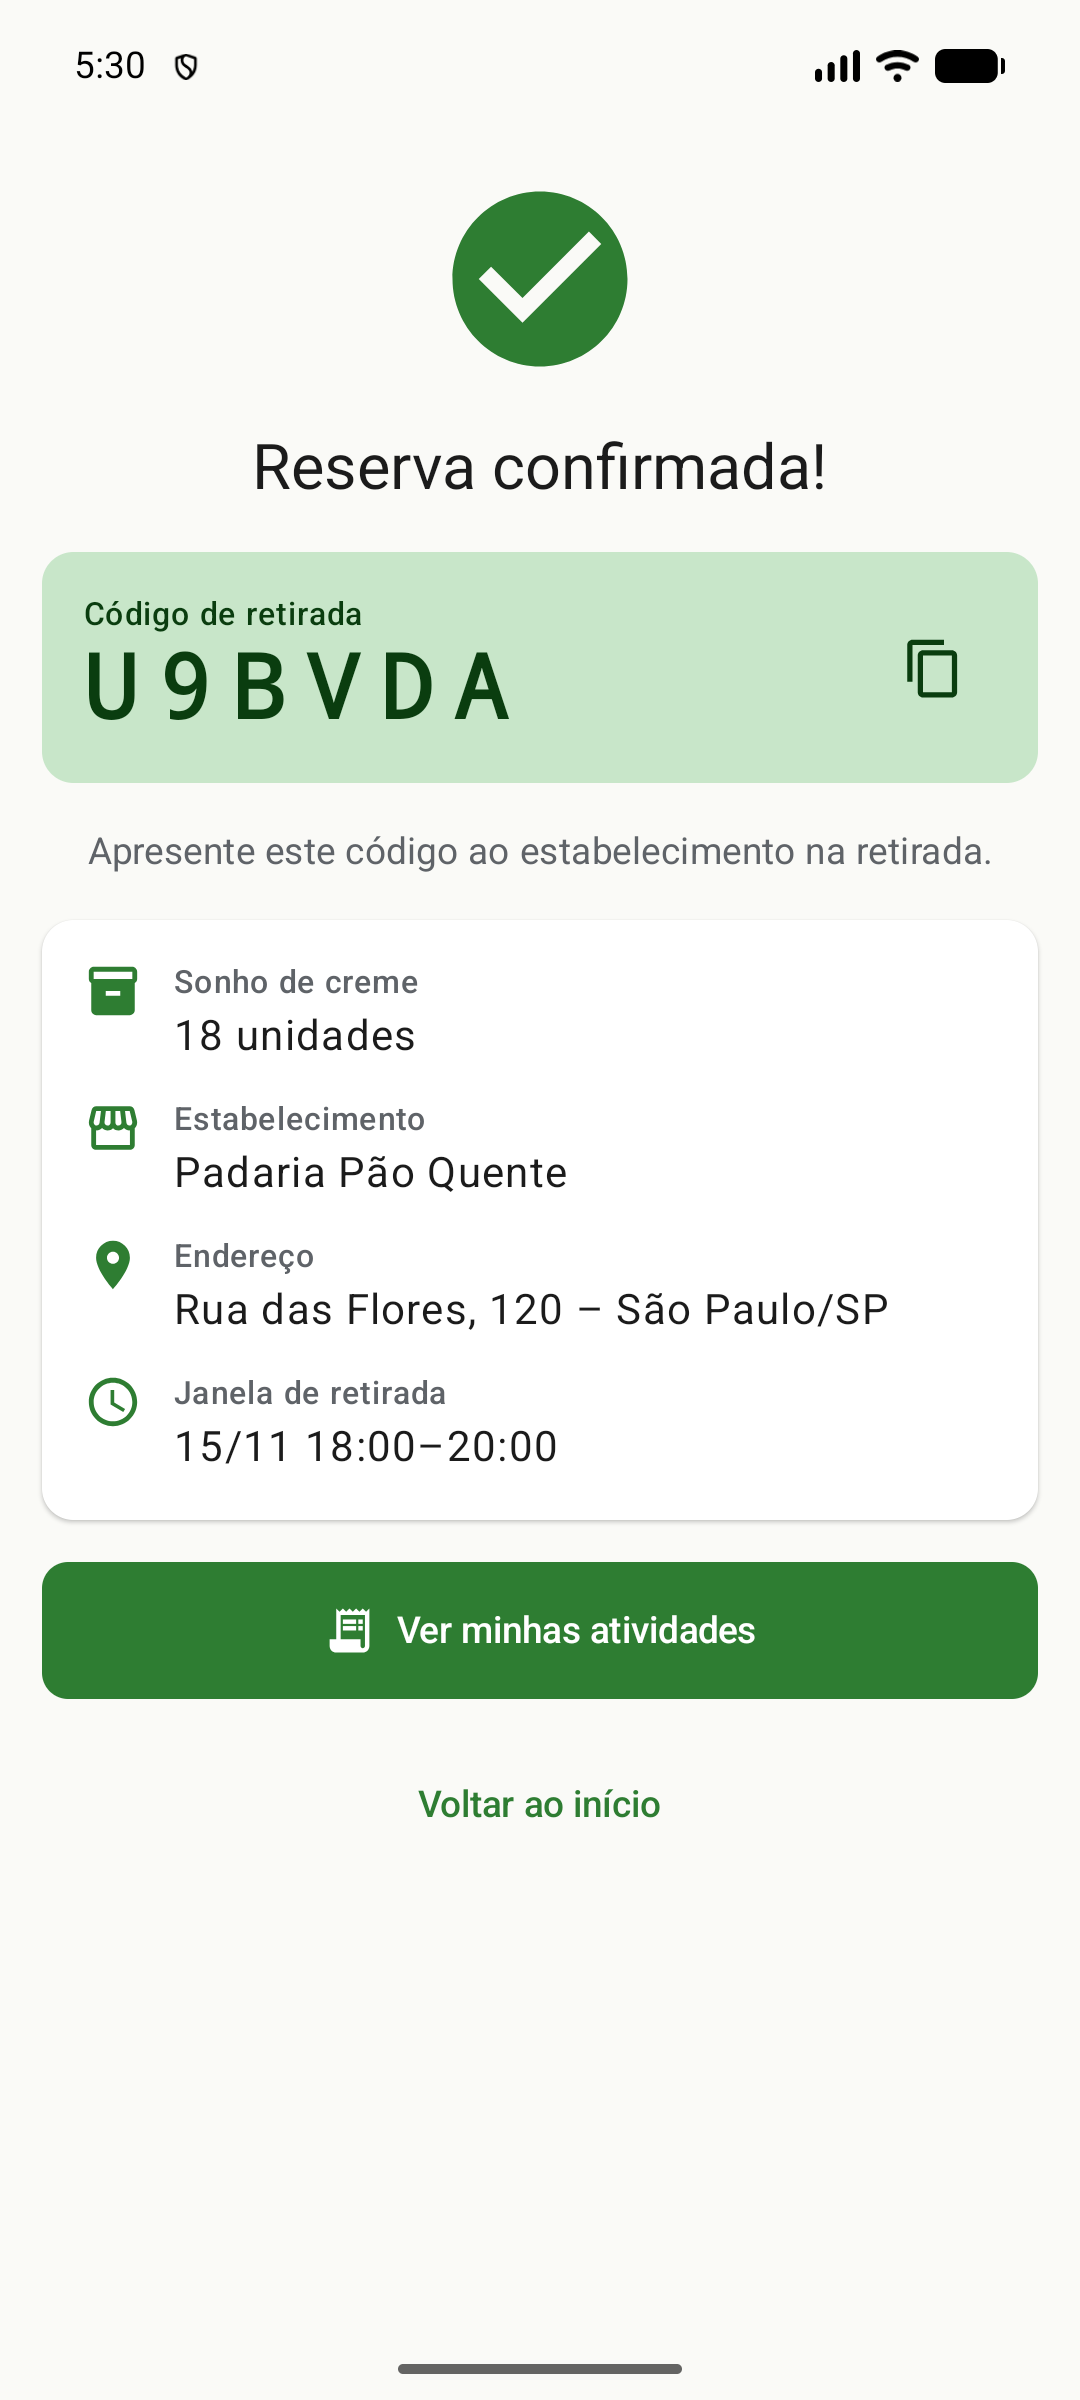 5:30
Reserva confirmada!
Código de retirada
U9BVDA
Apresente este código ao estabelecimento na retirada.
Sonho de creme
18 unidades
Estabelecimento
Padaria Pão Quente
Endereço
Rua das Flores, 120 – São Paulo/SP
Janela de retirada
15/11 18:00–20:00
Ver minhas atividades
Voltar ao início